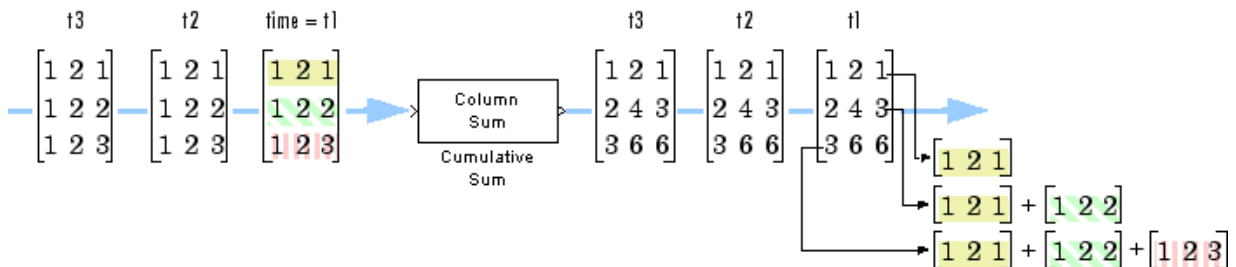 t3 t2 time = t1 t3 t2 t1
1 2 1 1 2 1 1 2 1 1 2 1 1 2 1 1 2 1
1 2 2 1 2 2 1 2 2 Column Sum 2 4 3 2 4 3 2 4 3
1 2 3 1 2 3 1 2 3 3 6 6 3 6 6 3 6 6
Cumulative
Sum
[1 2 1]
[1 2 1] + [1 2 2]
[1 2 1] + [1 2 2] + [1 2 3]